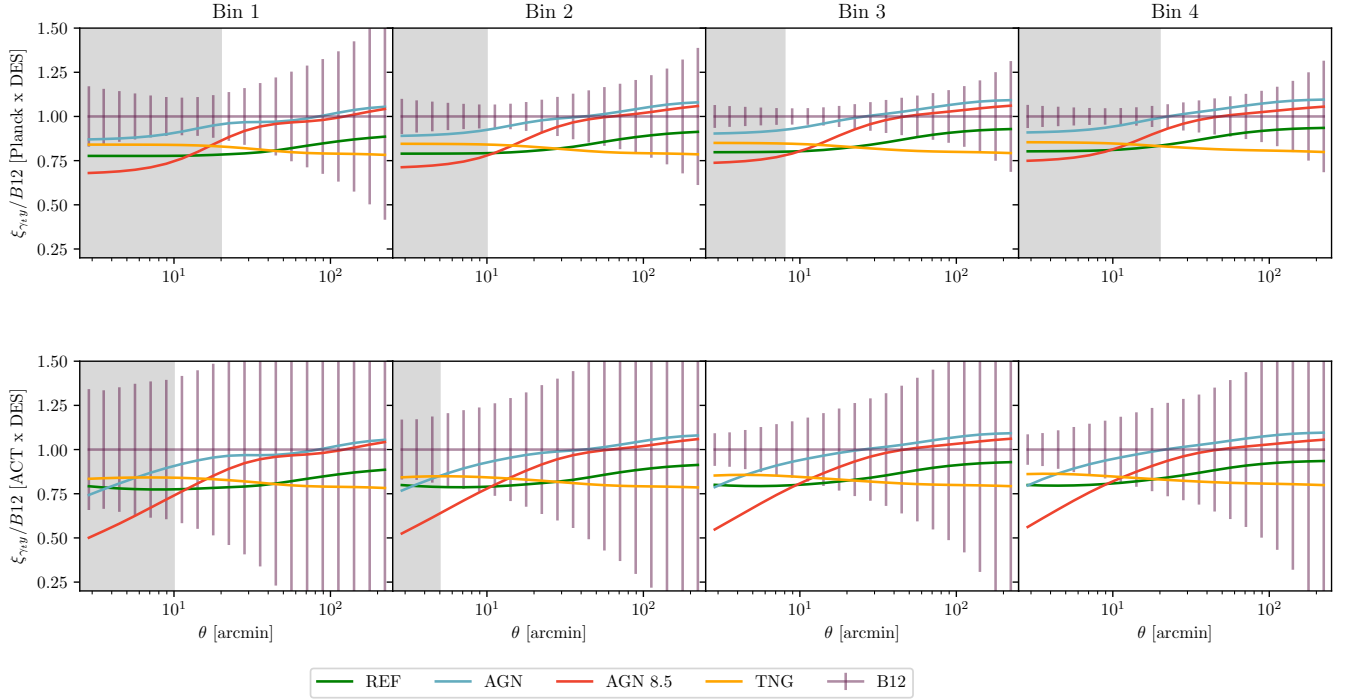 Bin 1 Bin 2 Bin 3 Bin 4
ξ_{γ_t y}/B12 [Planck x DES]
1.50
1.25
1.00
0.75
0.50
0.25
10^1 10^2 10^1 10^2 10^1 10^2 10^1 10^2
ξ_{γ_t y}/B12 [ACT x DES]
1.50
1.25
1.00
0.75
0.50
0.25
10^1 10^2 10^1 10^2 10^1 10^2 10^1 10^2
θ [arcmin] θ [arcmin] θ [arcmin] θ [arcmin]
REF AGN AGN 8.5 TNG B12